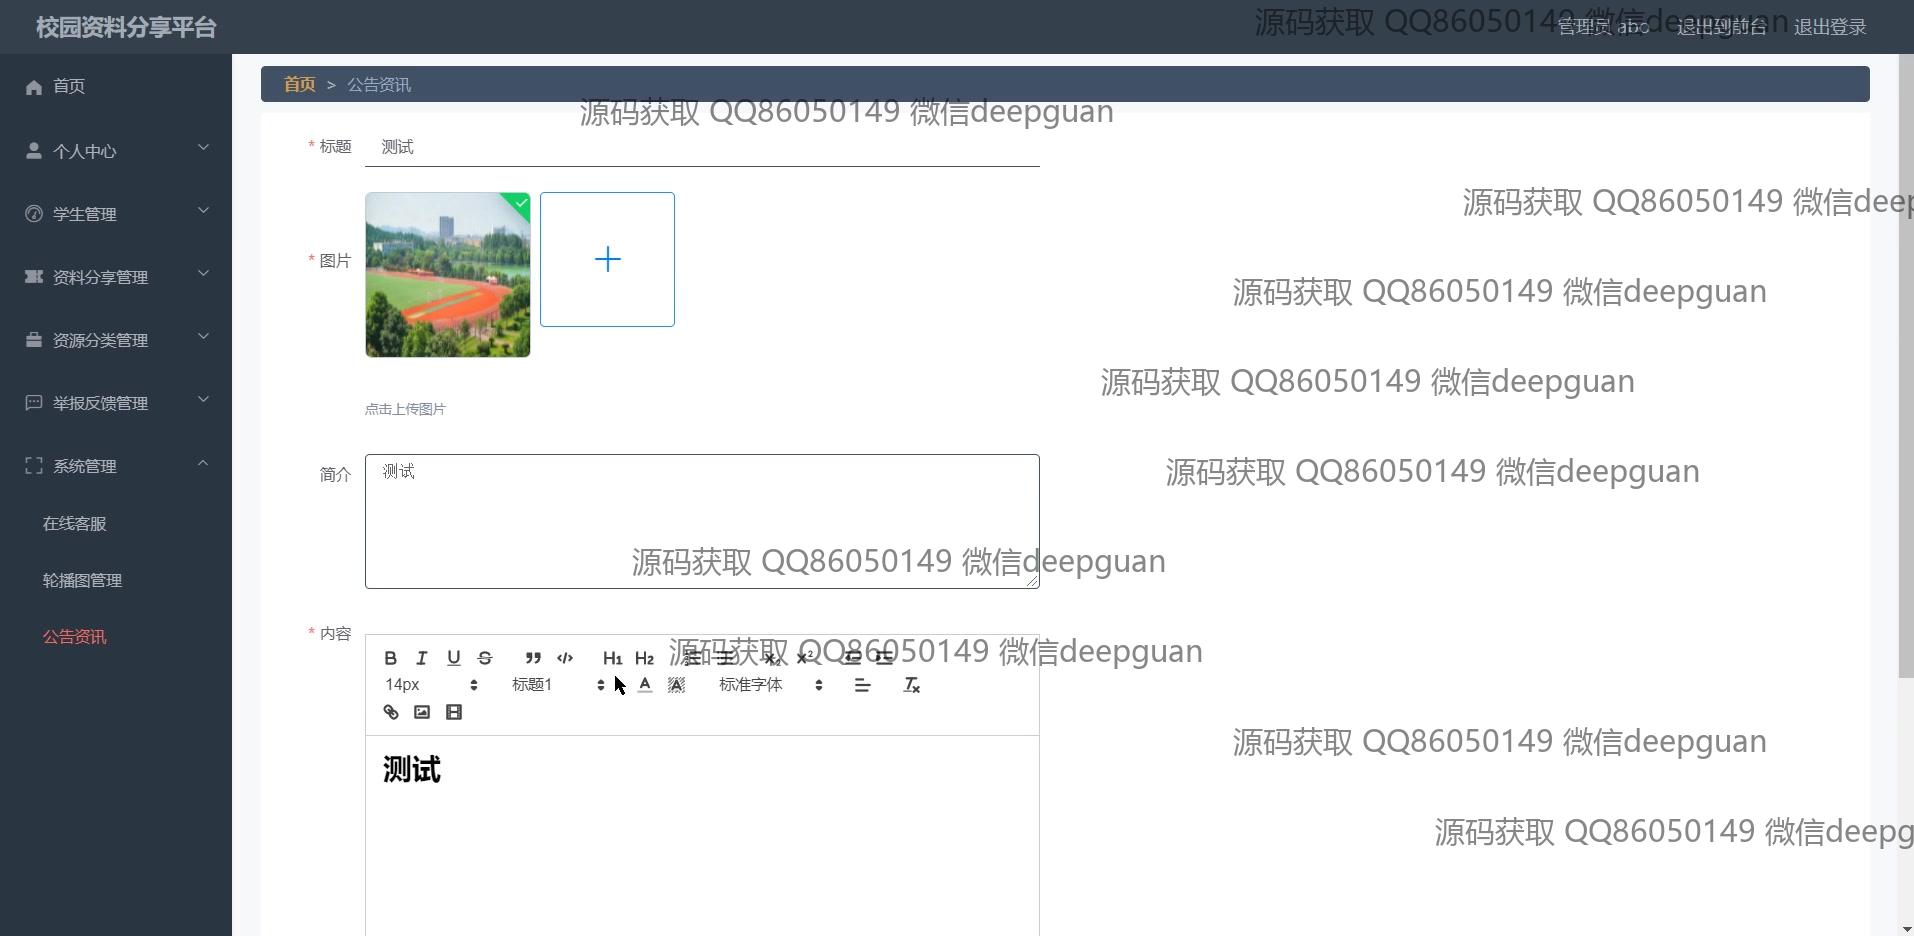 校园资料分享平台
源码获取 QQ86050149 微信deepguan
管理员 abc 退出到前台 退出登录
首页
个人中心
学生管理
资料分享管理
资源分类管理
举报反馈管理
系统管理
在线客服
轮播图管理
公告资讯
首页 > 公告资讯
源码获取 QQ86050149 微信deepguan
* 标题 测试
源码获取 QQ86050149 微信deep
* 图片
源码获取 QQ86050149 微信deepguan
源码获取 QQ86050149 微信deepguan
点击上传图片
简介 测试
源码获取 QQ86050149 微信deepguan
源码获取 QQ86050149 微信deepguan
* 内容
源码获取 QQ86050149 微信deepguan
B I U S H1 H2 x2 x2
14px 标题1 A A 标准字体 Tx
源码获取 QQ86050149 微信deepguan
测试
源码获取 QQ86050149 微信deepg